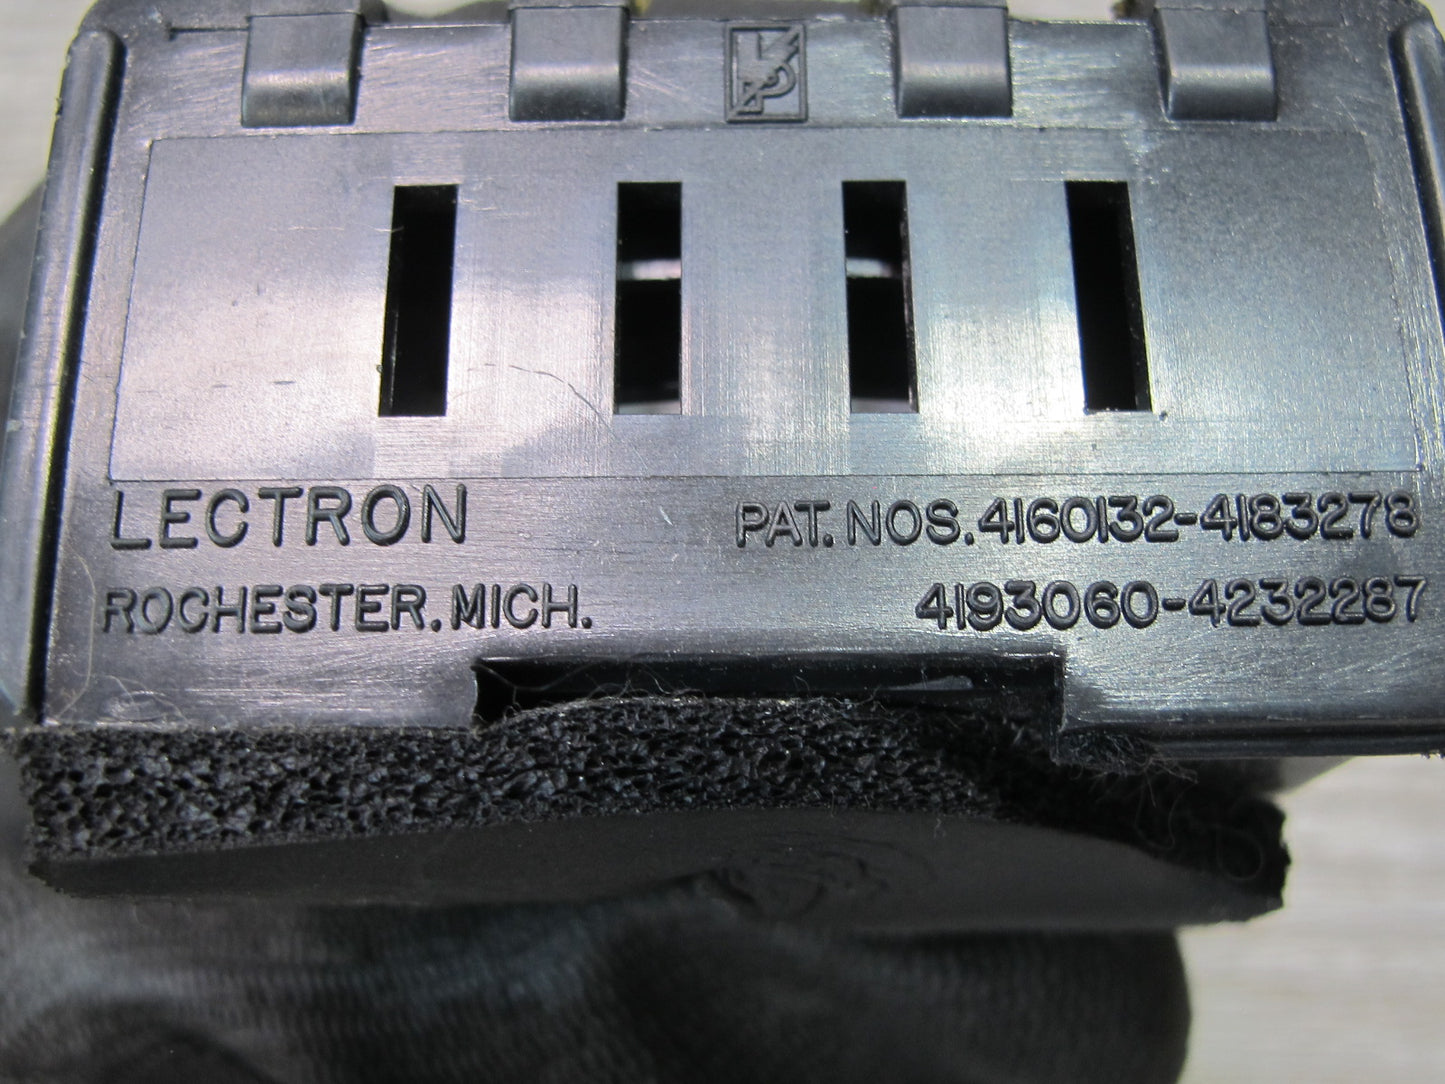 LECTRON
ROCHESTER, MICH.
PAT. NOS. 4160132-4183278
4193060-4232287